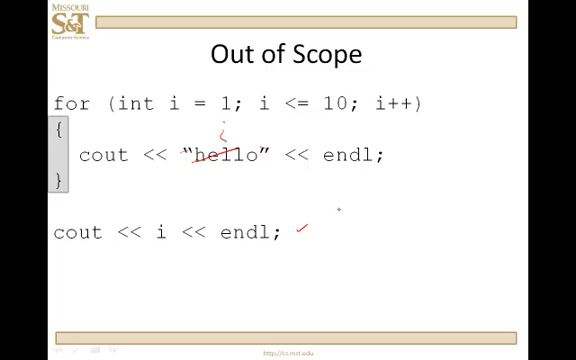 MISSOURI
S&T
Computer Science
Out of Scope
for (int i = 1; i <= 10; i++)
{
i
cout << “hello” << endl;
}
cout << i << endl; ✓
http://cs.mst.edu